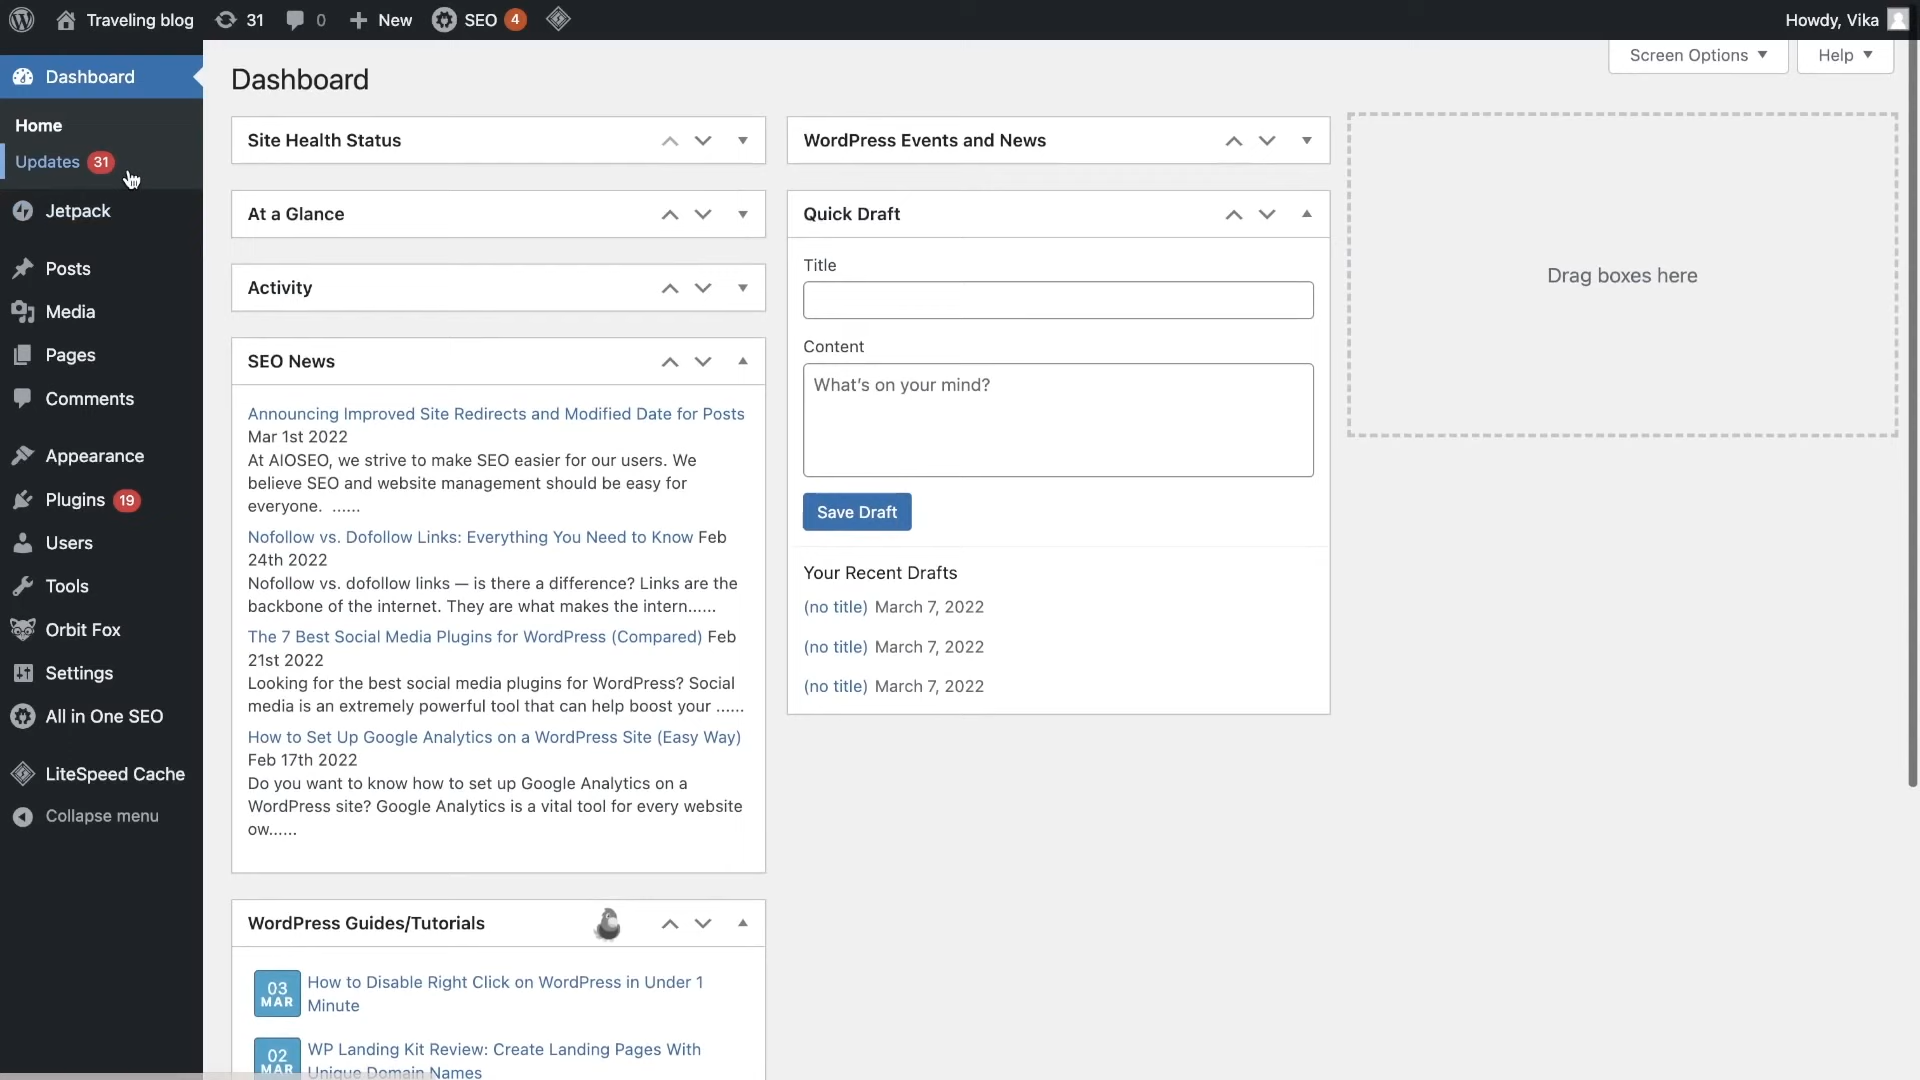 Traveling blog
31
0
New
SEO 4
Howdy, Vika
Dashboard
Home
Updates 31
Jetpack
Posts
Media
Pages
Comments
Appearance
Plugins 19
Users
Tools
Orbit Fox
Settings
All in One SEO
LiteSpeed Cache
Collapse menu
Screen Options
Help
Dashboard
Site Health Status
At a Glance
Activity
SEO News
Announcing Improved Site Redirects and Modified Date for Posts
Mar 1st 2022
At AIOSEO, we strive to make SEO easier for our users. We
believe SEO and website management should be easy for
everyone. ......
Nofollow vs. Dofollow Links: Everything You Need to Know Feb
24th 2022
Nofollow vs. dofollow links — is there a difference? Links are the
backbone of the internet. They are what makes the intern......
The 7 Best Social Media Plugins for WordPress (Compared) Feb
21st 2022
Looking for the best social media plugins for WordPress? Social
media is an extremely powerful tool that can help boost your ......
How to Set Up Google Analytics on a WordPress Site (Easy Way)
Feb 17th 2022
Do you want to know how to set up Google Analytics on a
WordPress site? Google Analytics is a vital tool for every website
ow......
WordPress Guides/Tutorials
03
MAR
How to Disable Right Click on WordPress in Under 1
Minute
02
MAR
WP Landing Kit Review: Create Landing Pages With
Unique Domain Names
WordPress Events and News
Quick Draft
Title
Content
What's on your mind?
Save Draft
Your Recent Drafts
(no title) March 7, 2022
(no title) March 7, 2022
(no title) March 7, 2022
Drag boxes here